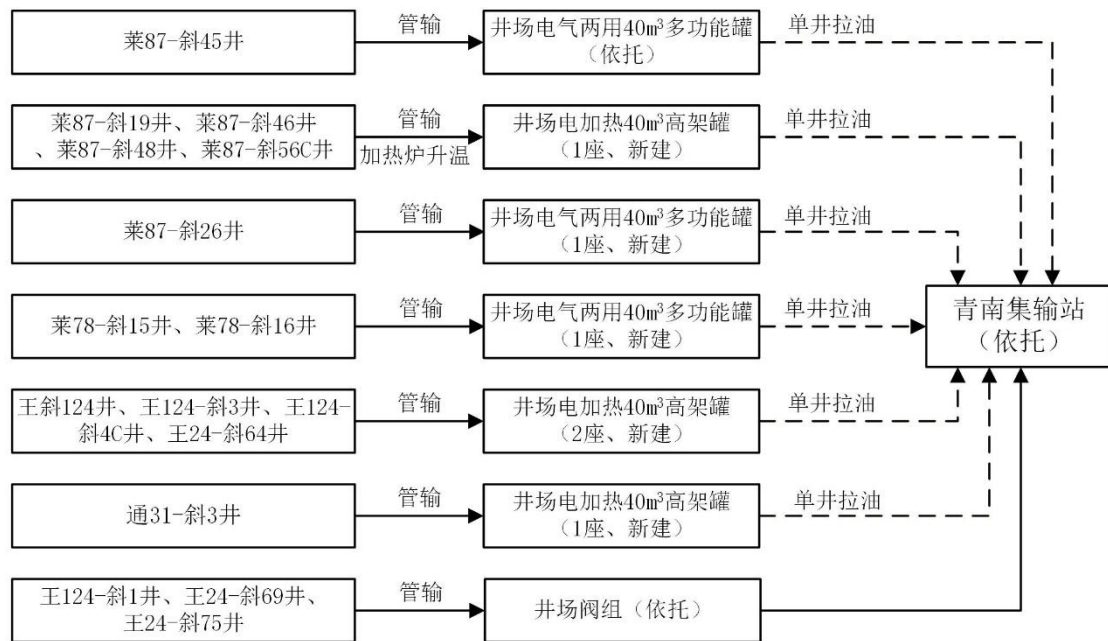 莱87-斜45井
管输
井场电气两用40m³多功能罐
（依托）
单井拉油
莱87-斜19井、莱87-斜46井
、莱87-斜48井、莱87-斜56C井
管输
加热炉升温
井场电加热40m³高架罐
（1座、新建）
单井拉油
莱87-斜26井
管输
井场电气两用40m³多功能罐
（1座、新建）
单井拉油
莱78-斜15井、莱78-斜16井
管输
井场电气两用40m³多功能罐
（1座、新建）
单井拉油
青南集输站
（依托）
王斜124井、王124-斜3井、王124-
斜4C井、王24-斜64井
管输
井场电加热40m³高架罐
（2座、新建）
单井拉油
通31-斜3井
管输
井场电加热40m³高架罐
（1座、新建）
单井拉油
王124-斜1井、王24-斜69井、
王24-斜75井
管输
井场阀组（依托）